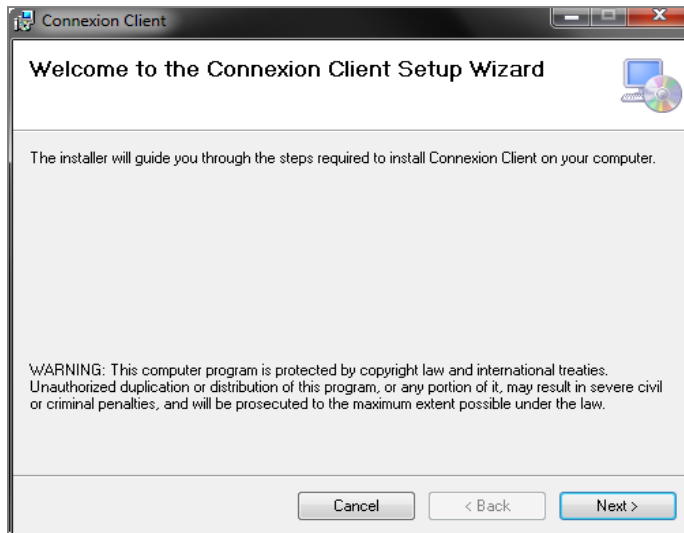 Connexion Client
Welcome to the Connexion Client Setup Wizard
The installer will guide you through the steps required to install Connexion Client on your computer.
WARNING: This computer program is protected by copyright law and international treaties.
Unauthorized duplication or distribution of this program, or any portion of it, may result in severe civil
or criminal penalties, and will be prosecuted to the maximum extent possible under the law.
Cancel < Back Next >